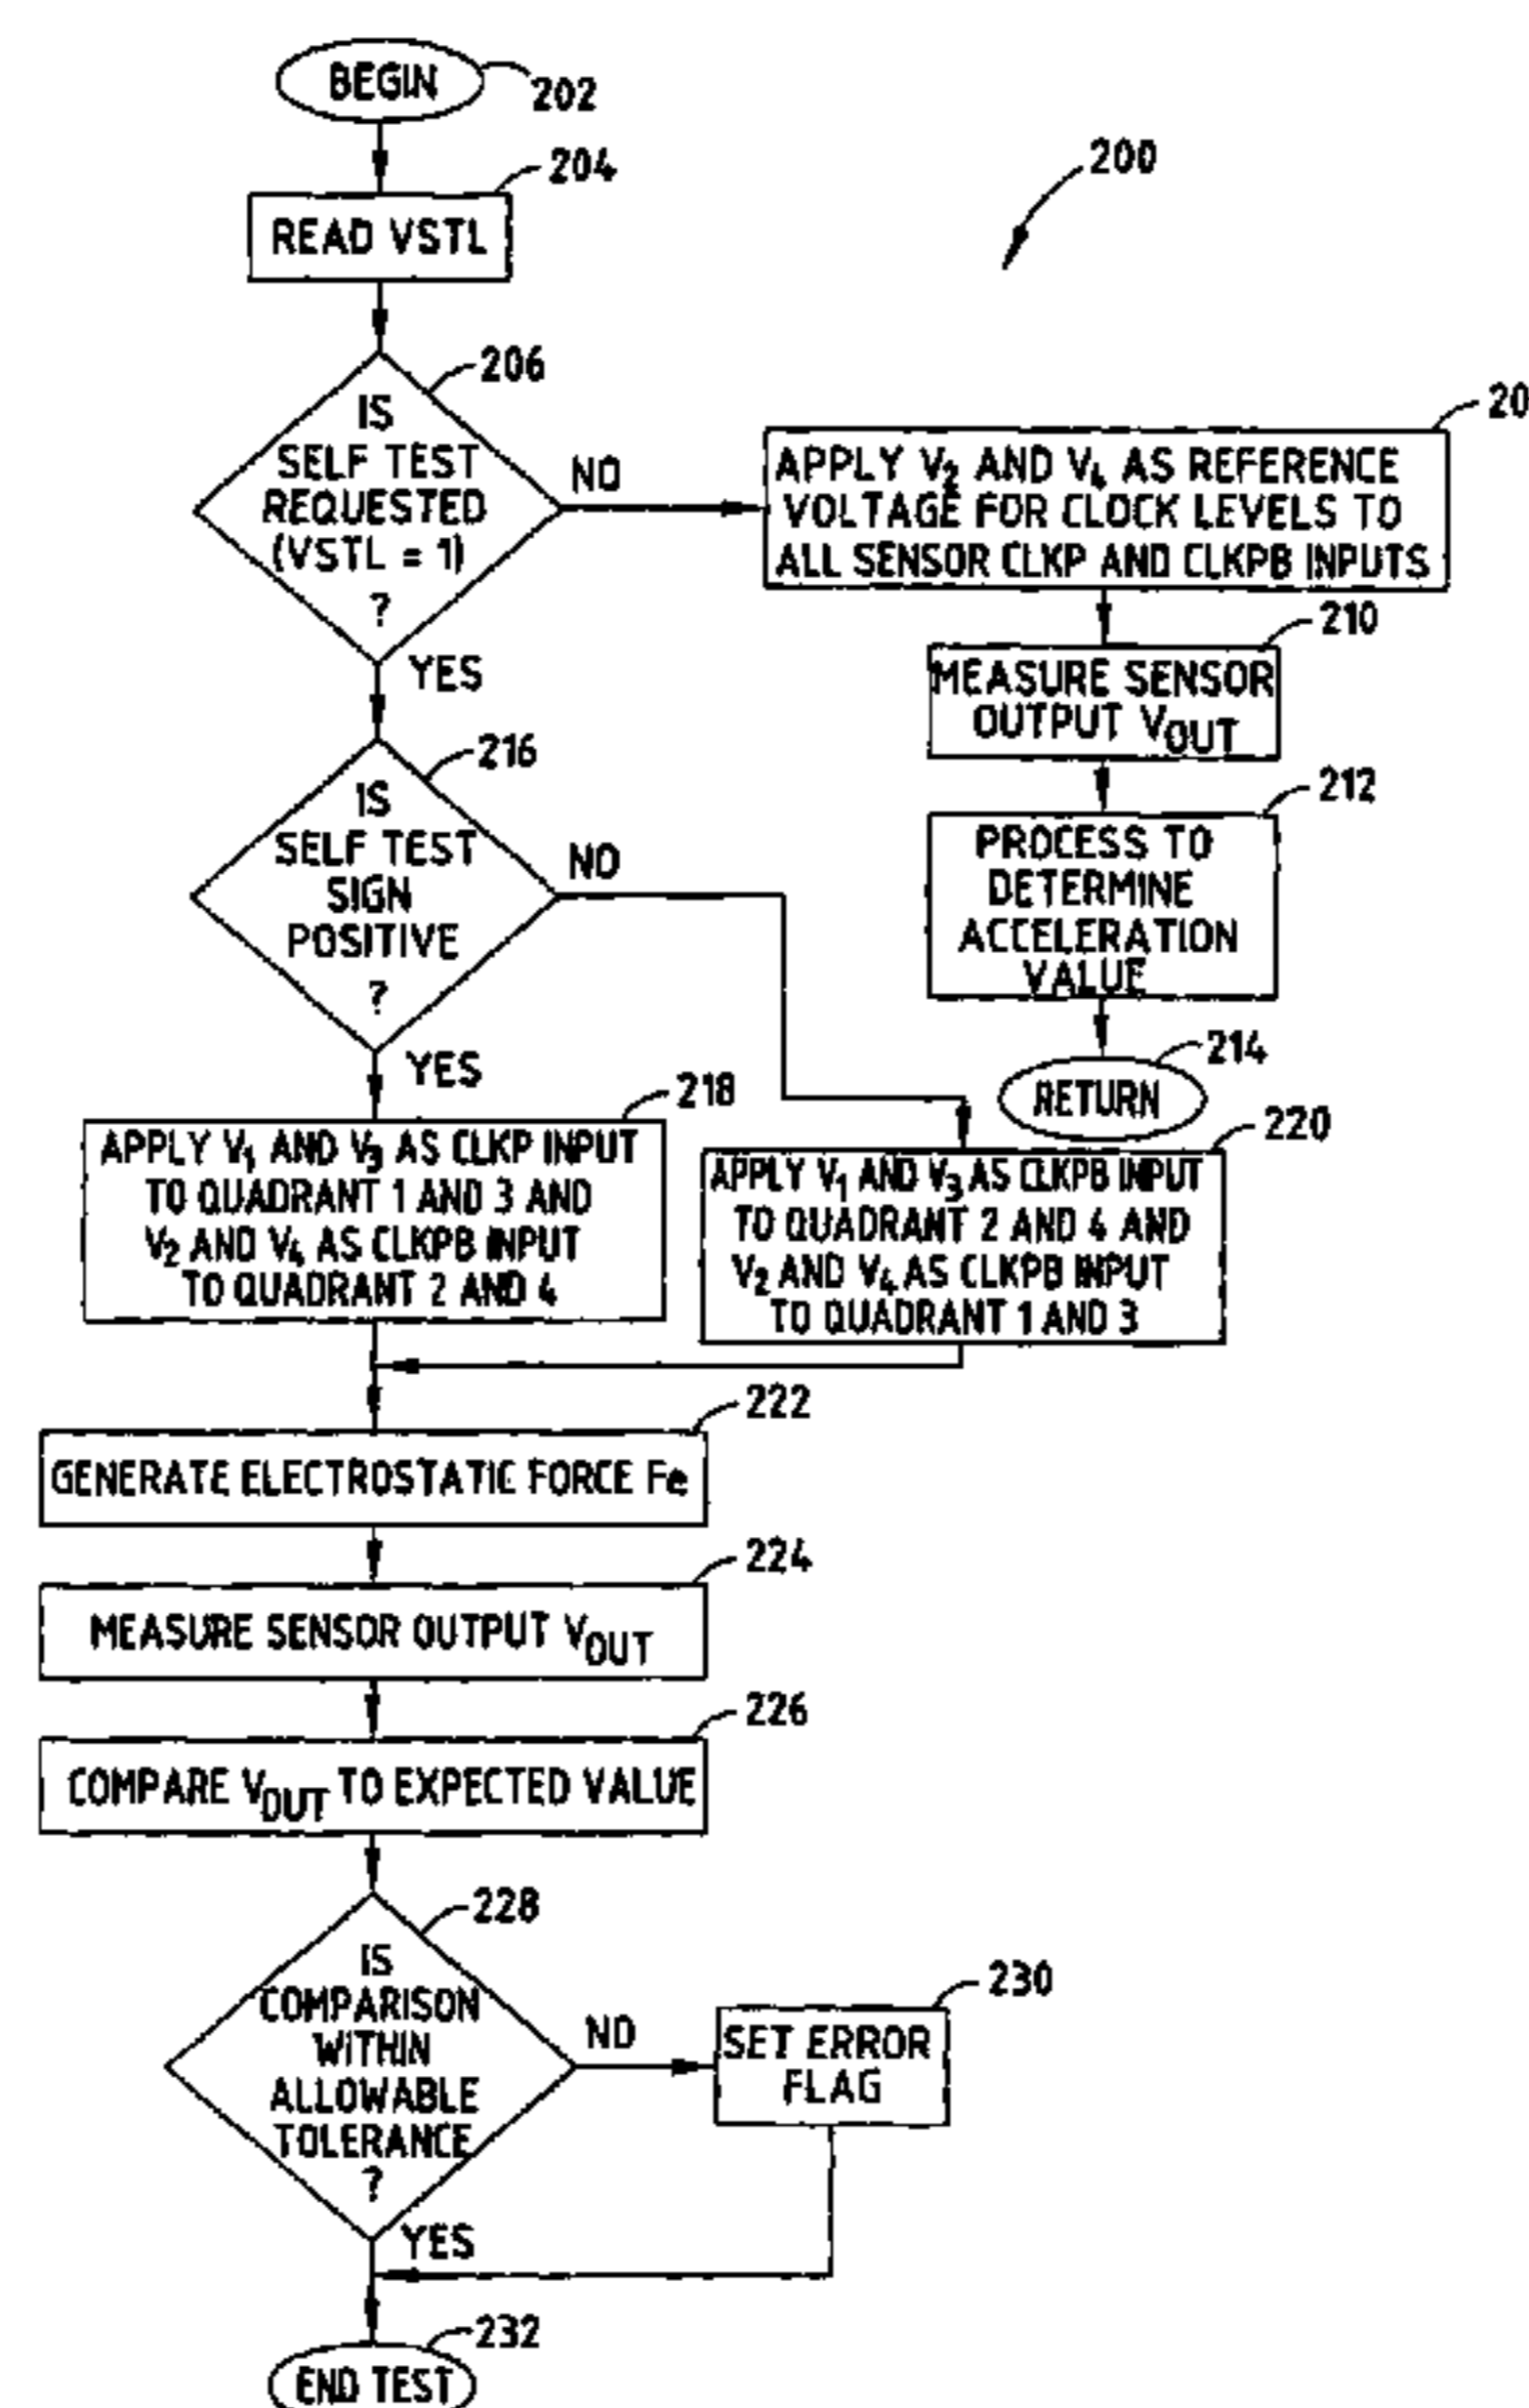 BEGIN
202
204
200
READ VSTL
206
IS
SELF TEST
REQUESTED
(VSTL = 1)
?
NO
YES
20
APPLY V2 AND V4 AS REFERENCE
VOLTAGE FOR CLOCK LEVELS TO
ALL SENSOR CLKP AND CLKPB INPUTS
210
MEASURE SENSOR
OUTPUT VOUT
212
PROCESS TO
DETERMINE
ACCELERATION
VALUE
214
RETURN
216
IS
SELF TEST
SIGN
POSITIVE
?
NO
YES
218
APPLY V1 AND V3 AS CLKP INPUT
TO QUADRANT 1 AND 3 AND
V2 AND V4 AS CLKPB INPUT
TO QUADRANT 2 AND 4
220
APPLY V1 AND V3 AS CLKPB INPUT
TO QUADRANT 2 AND 4 AND
V2 AND V4 AS CLKPB INPUT
TO QUADRANT 1 AND 3
222
GENERATE ELECTROSTATIC FORCE Fe
224
MEASURE SENSOR OUTPUT VOUT
226
COMPARE VOUT TO EXPECTED VALUE
228
IS
COMPARISON
WITHIN
ALLOWABLE
TOLERANCE
?
NO
YES
230
SET ERROR
FLAG
232
END TEST